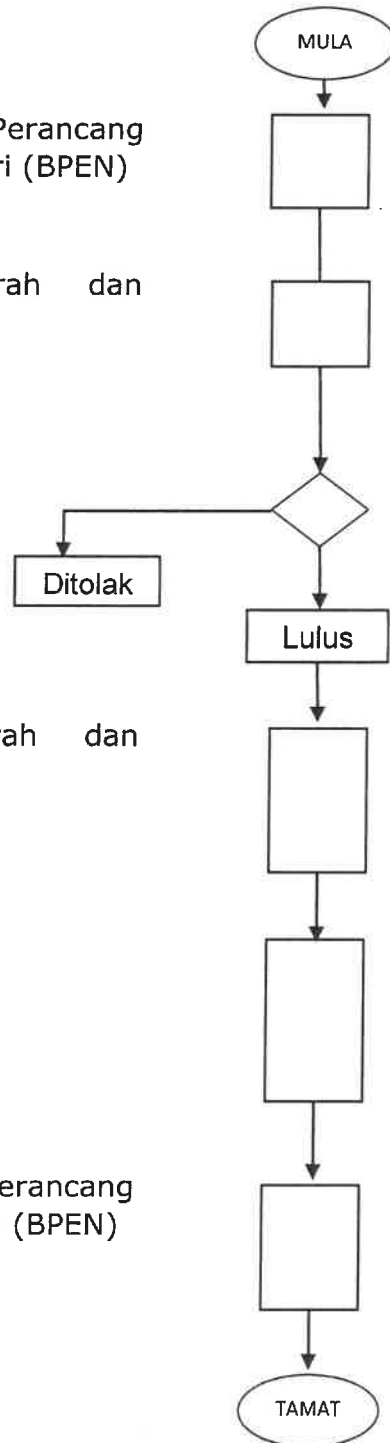 MULA
Perancang
ri (BPEN)
rah dan
Ditolak
Lulus
rah dan
erancang
(BPEN)
TAMAT